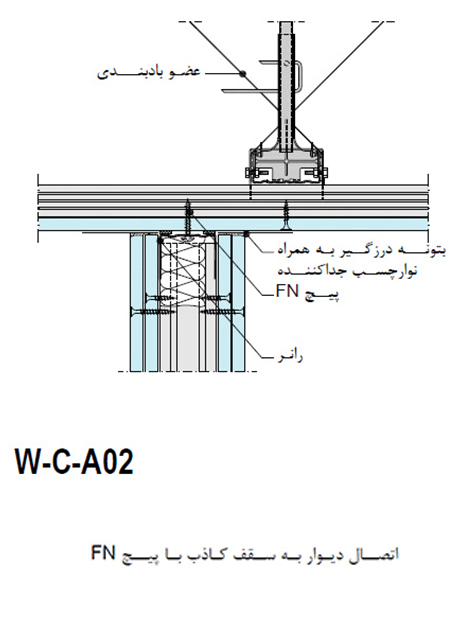 عضو بادبندی
بتونه درزگیر به همراه
نوارچسب جداکننده
پیچ FN
رانر
W-C-A02
اتصال دیوار به سقف کاذب با پیچ FN